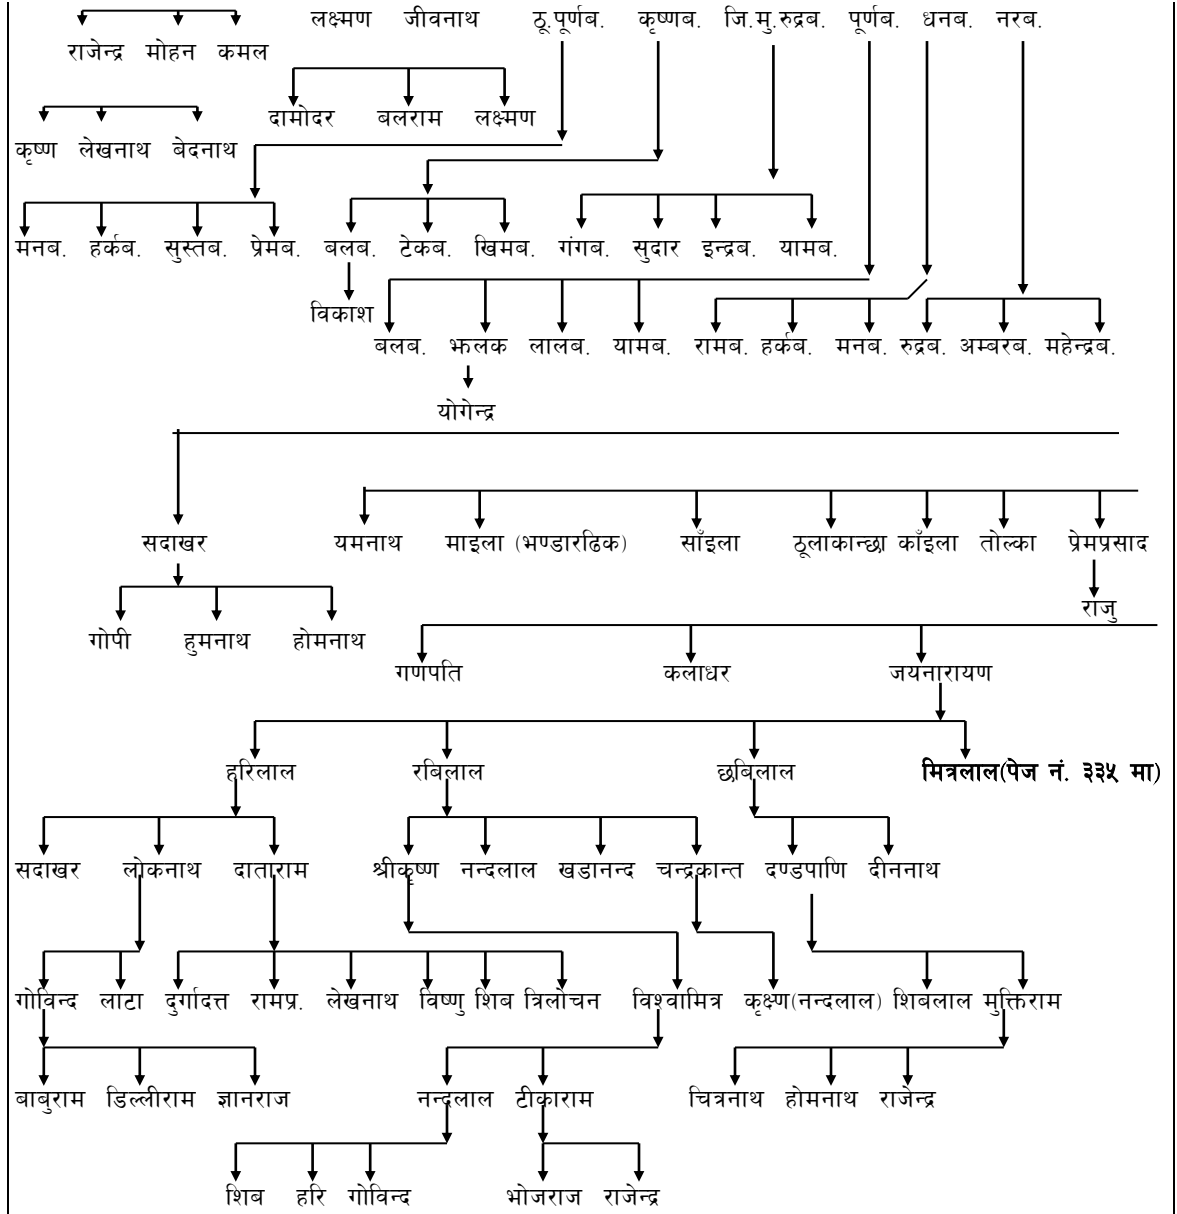 लक्ष्मण जीवनाथ ठू.पूर्णब. कृष्णब. जि.मु.रुद्रब. पूर्णब. धनब. नरब.
राजेन्द्र मोहन कमल
दामोदर बलराम लक्ष्मण
कृष्ण लेखनाथ बेदनाथ
मनब. हर्कब. सुस्तब. प्रेमब. बलब. टेकब. खिमब. गंगब. सुदार इन्द्रब. यामब.
विकाश
बलब. झलक लालब. यामब. रामब. हर्कब. मनब. रुद्रब. अम्बरब. महेन्द्रब.
योगेन्द्र
सदाखर यमनाथ माइला (भण्डारढिक) साँइला ठूलाकान्छा काँइला तोल्का प्रेमप्रसाद
राजु
गोपी हुमनाथ होमनाथ
गणपति कलाधर जयनारायण
हरिलाल रबिलाल छबिलाल मित्रलाल(पेज नं. ३३५ मा)
सदाखर लोकनाथ दाताराम श्रीकृष्ण नन्दलाल खडानन्द चन्द्रकान्त दण्डपाणि दीननाथ
गोविन्द लाटा दुर्गादत्त रामप्र. लेखनाथ विष्णु शिब त्रिलोचन विश्वामित्र कृक्ष्ण(नन्दलाल) शिबलाल मुक्तिराम
बाबुराम डिल्लीराम ज्ञानराज नन्दलाल टीकाराम चित्रनाथ होमनाथ राजेन्द्र
शिब हरि गोविन्द भोजराज राजेन्द्र